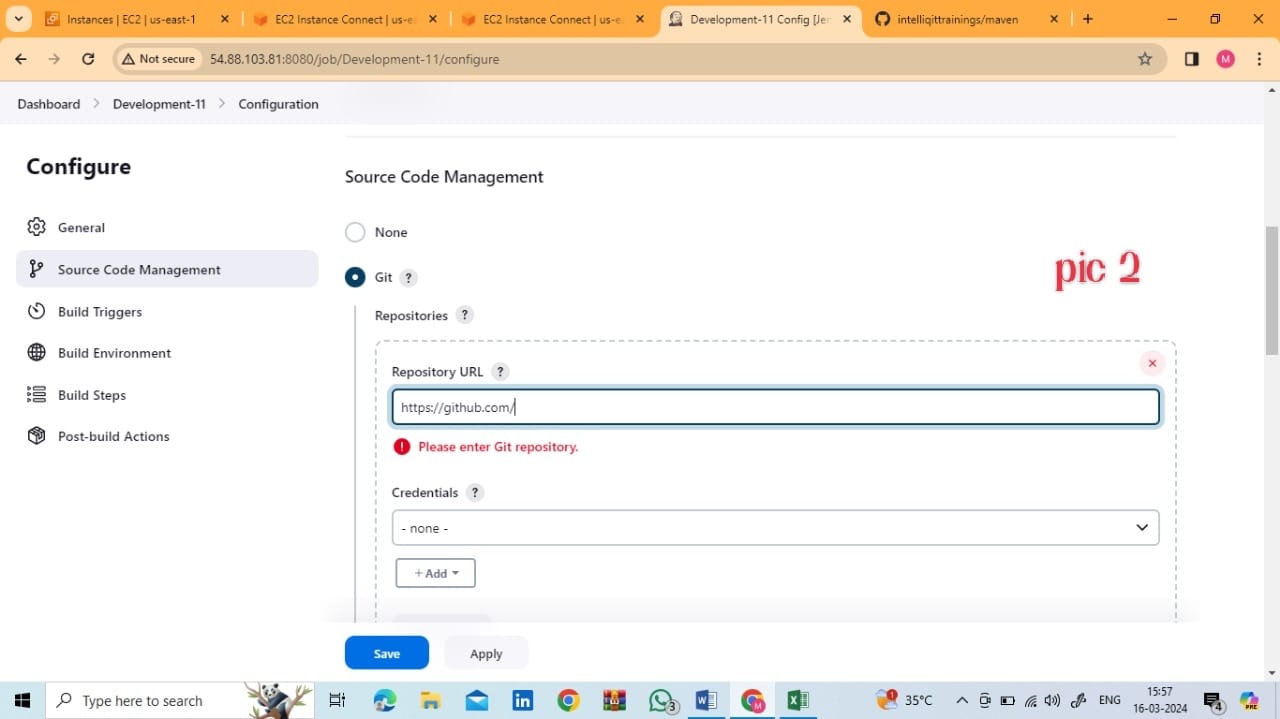 Instances | EC2 | us-east-1
EC2 Instance Connect | us-ea
EC2 Instance Connect | us-ea
Development-11 Config [Jen
intelliqittrainings/maven
Not secure
54.88.103.81:8080/job/Development-11/configure
M
Dashboard
Development-11
Configuration
Configure
General
Source Code Management
Build Triggers
Build Environment
Build Steps
Post-build Actions
Source Code Management
None
Git ?
pic 2
Repositories ?
Repository URL ?
https://github.com/
Please enter Git repository.
Credentials ?
- none -
+ Add
Save
Apply
Type here to search
3
M
1
35°C
ENG
15:57
16-03-2024
4